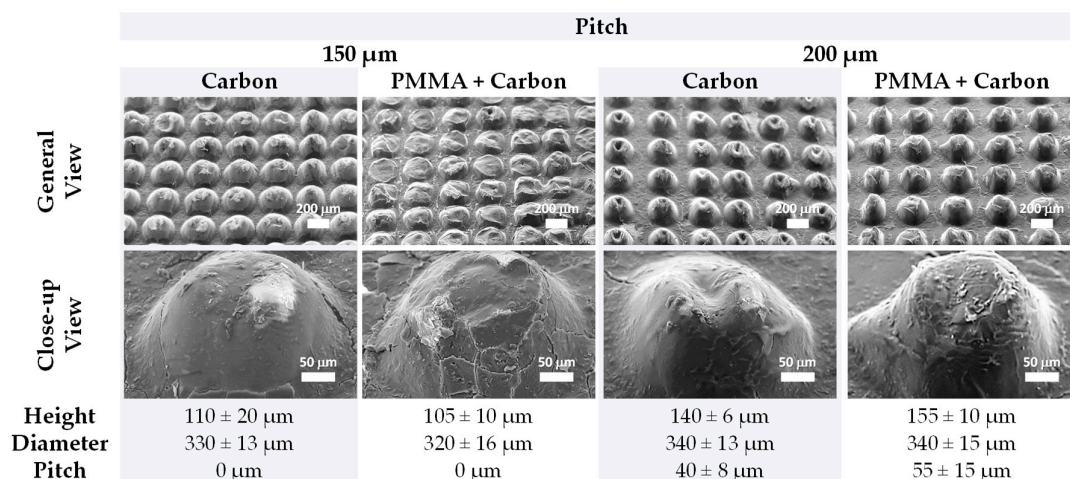 Pitch
150 µm 200 µm
Carbon PMMA + Carbon Carbon PMMA + Carbon
General View
200 µm 200 µm 200 µm 200 µm
Close-up View
50 µm 50 µm 50 µm 50 µm
Height 110 ± 20 µm 105 ± 10 µm 140 ± 6 µm 155 ± 10 µm
Diameter 330 ± 13 µm 320 ± 16 µm 340 ± 13 µm 340 ± 15 µm
Pitch 0 µm 0 µm 40 ± 8 µm 55 ± 15 µm